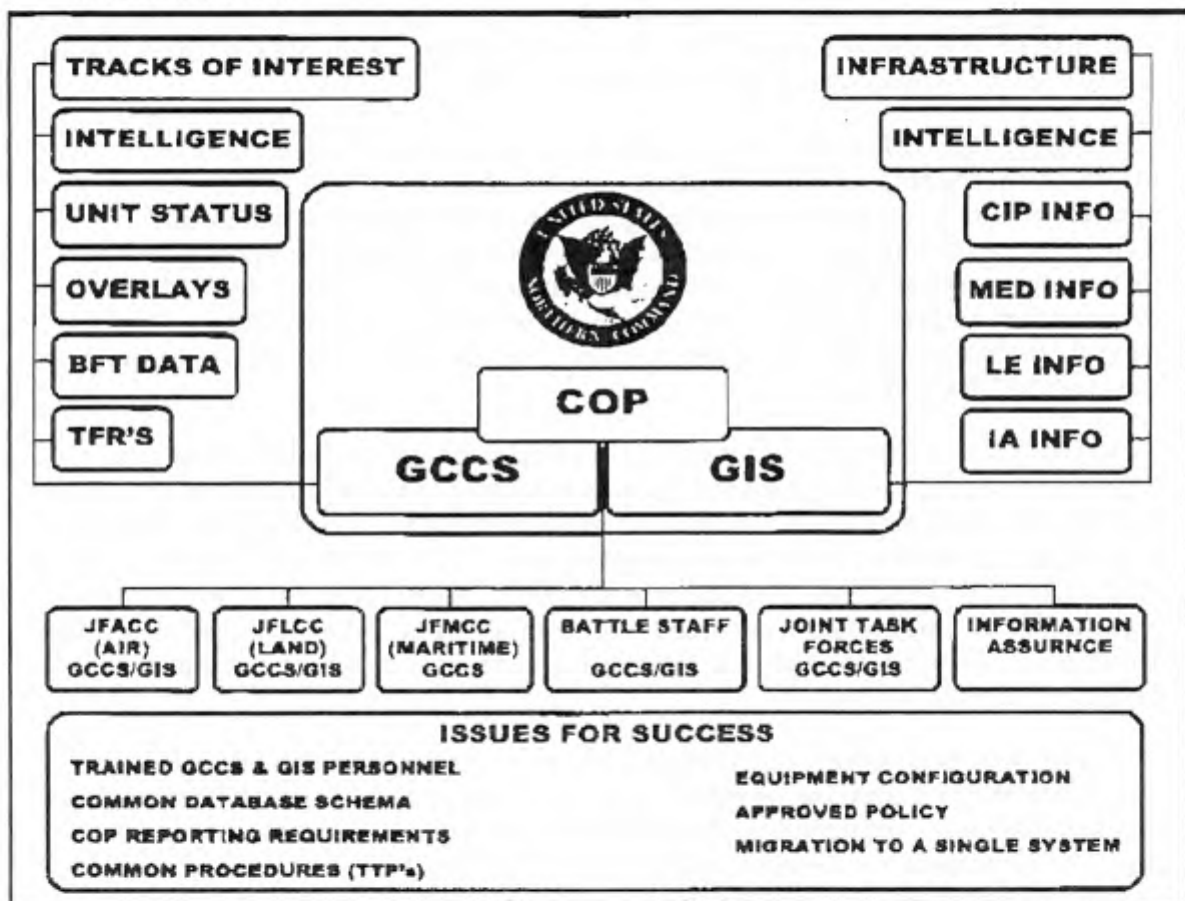 TRACKS OF INTEREST
INTELLIGENCE
UNIT STATUS
OVERLAYS
BFT DATA
TFR'S
INFRASTRUCTURE
INTELLIGENCE
CIP INFO
MED INFO
LE INFO
IA INFO
UNITED STATES
NORTHERN COMMAND
COP
GCCS
GIS
JFACC
(AIR)
GCCS/GIS
JFLCC
(LAND)
GCCS/GIS
JFMCC
(MARITIME)
GCCS
BATTLE STAFF
GCCS/GIS
JOINT TASK
FORCES
GCCS/GIS
INFORMATION
ASSURNCE
ISSUES FOR SUCCESS
TRAINED GCCS & GIS PERSONNEL
COMMON DATABASE SCHEMA
COP REPORTING REQUIREMENTS
COMMON PROCEDURES (TTP's)
EQUIPMENT CONFIGURATION
APPROVED POLICY
MIGRATION TO A SINGLE SYSTEM